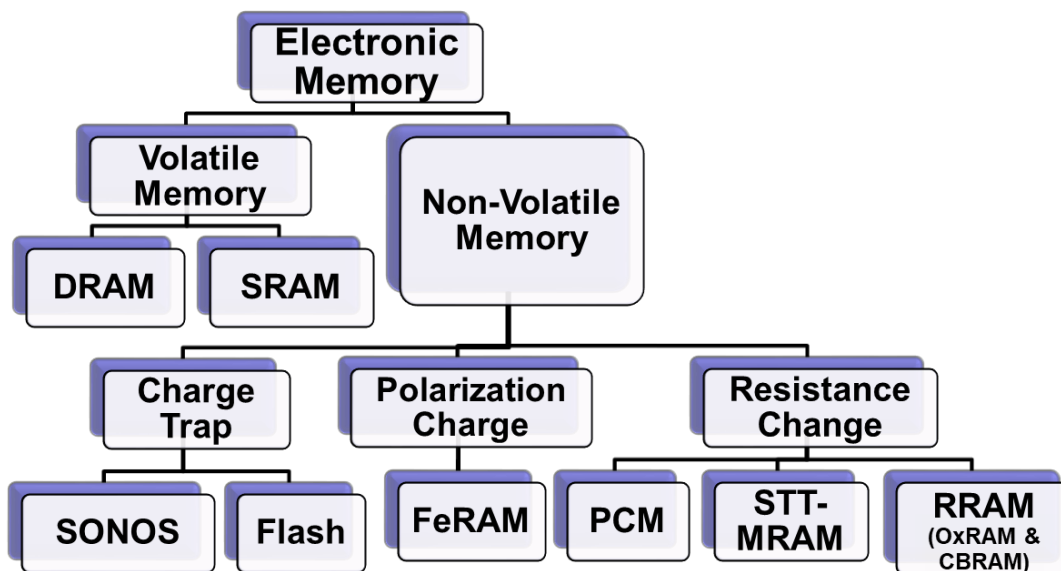 Electronic
Memory
Volatile
Memory
Non-Volatile
Memory
DRAM
SRAM
Charge
Trap
Polarization
Charge
Resistance
Change
SONOS
Flash
FeRAM
PCM
STT-
MRAM
RRAM
(OxRAM &
CBRAM)